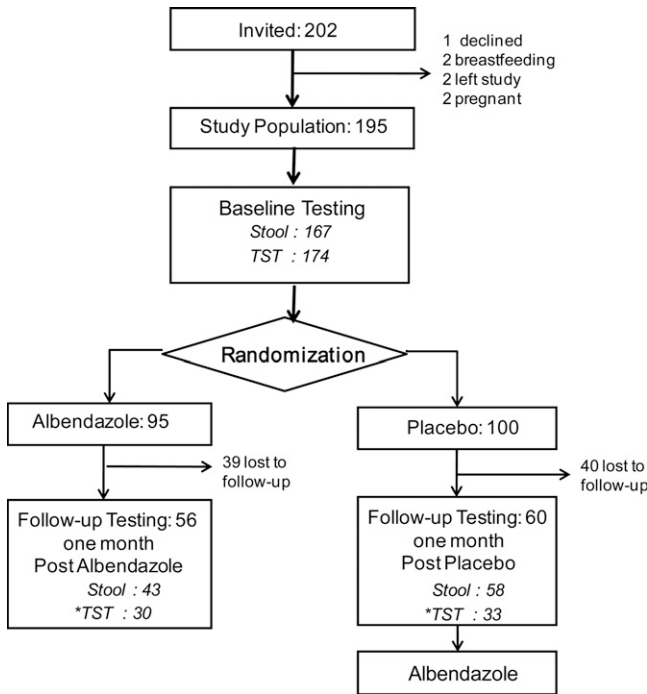 Invited: 202
1 declined
2 breastfeeding
2 left study
2 pregnant
Study Population: 195
Baseline Testing
Stool : 167
TST : 174
Randomization
Albendazole: 95
Placebo: 100
39 lost to
follow-up
40 lost to
follow-up
Follow-up Testing: 56
one month
Post Albendazole
Stool : 43
*TST : 30
Follow-up Testing: 60
one month
Post Placebo
Stool : 58
*TST : 33
Albendazole